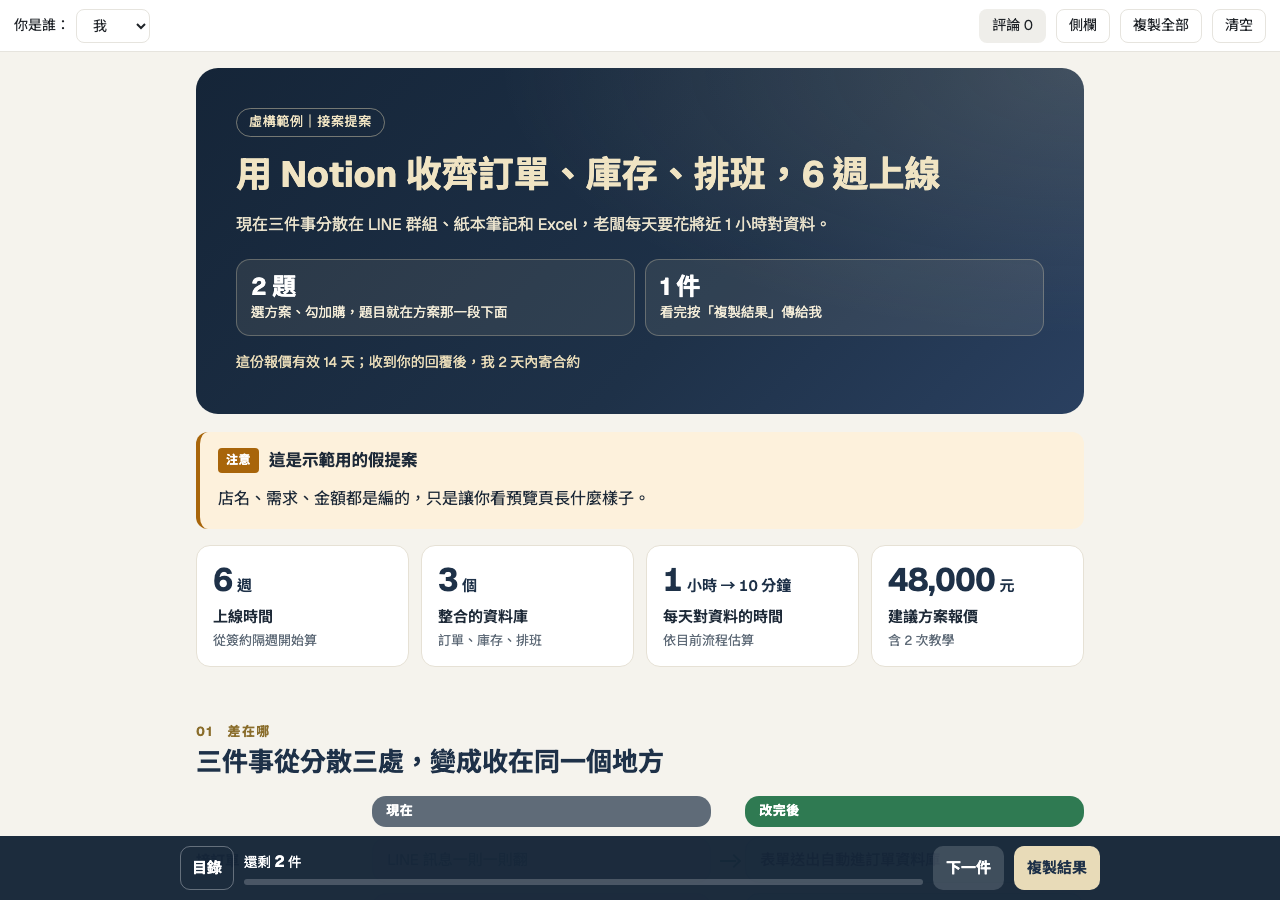 你是誰：
我
評論 0
側欄
複製全部
清空
虛構範例｜接案提案
用 Notion 收齊訂單、庫存、排班，6 週上線
現在三件事分散在 LINE 群組、紙本筆記和 Excel，老闆每天要花將近 1 小時對資料。
2 題
選方案、勾加購，題目就在方案那一段下面
1 件
看完按「複製結果」傳給我
這份報價有效 14 天；收到你的回覆後，我 2 天內寄合約
注意
這是示範用的假提案
店名、需求、金額都是編的，只是讓你看預覽頁長什麼樣子。
6 週
上線時間
從簽約隔週開始算
3 個
整合的資料庫
訂單、庫存、排班
1 小時 → 10 分鐘
每天對資料的時間
依目前流程估算
48,000 元
建議方案報價
含 2 次教學
01 差在哪
三件事從分散三處，變成收在同一個地方
現在
改完後
目錄
還剩 2 件
下一件
複製結果